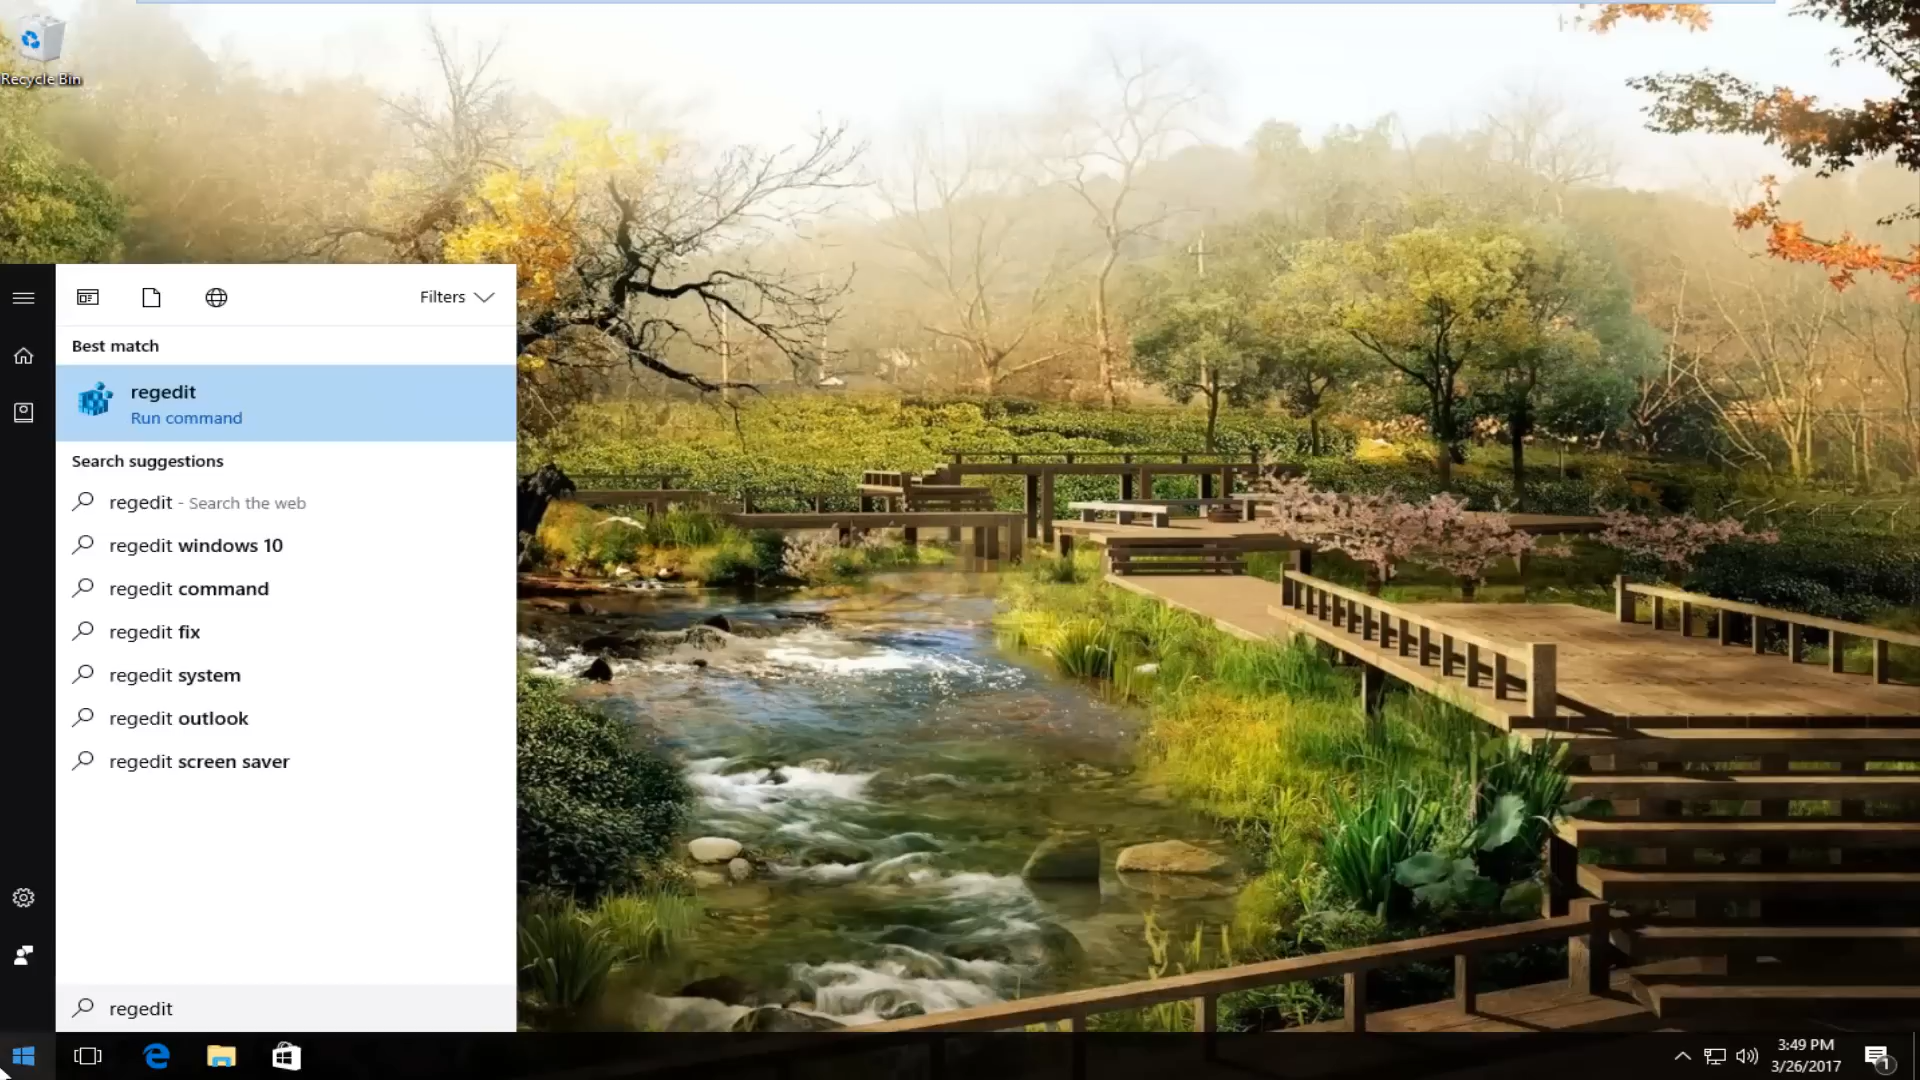 Recycle Bin
Filters
Best match
regedit
Run command
Search suggestions
regedit - Search the web
regedit windows 10
regedit command
regedit fix
regedit system
regedit outlook
regedit screen saver
regedit
3:49 PM
3/26/2017
1